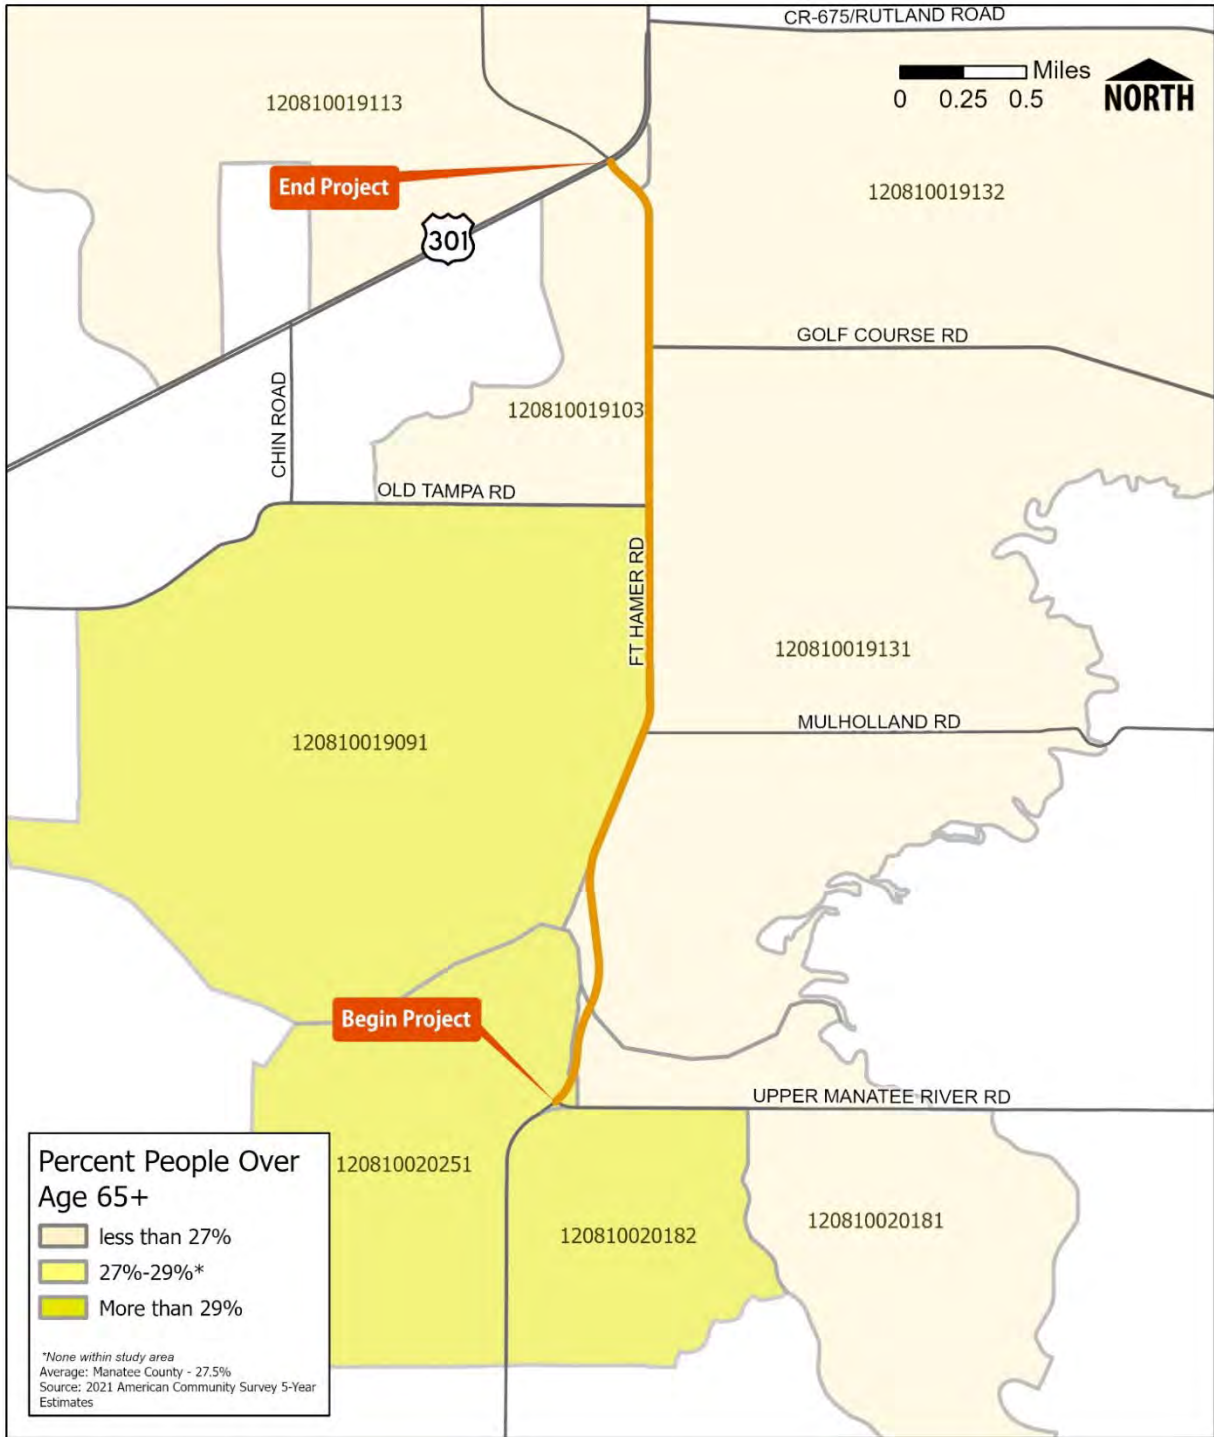 CR-675/RUTLAND ROAD
Miles
0 0.25 0.5
NORTH
120810019113
End Project
120810019132
301
GOLF COURSE RD
CHIN ROAD
120810019103
OLD TAMPA RD
FT HAMER RD
120810019131
MULHOLLAND RD
120810019091
Begin Project
UPPER MANATEE RIVER RD
120810020251
120810020182
120810020181
Percent People Over
Age 65+
less than 27%
27%-29%*
More than 29%
*None within study area
Average: Manatee County - 27.5%
Source: 2021 American Community Survey 5-Year
Estimates